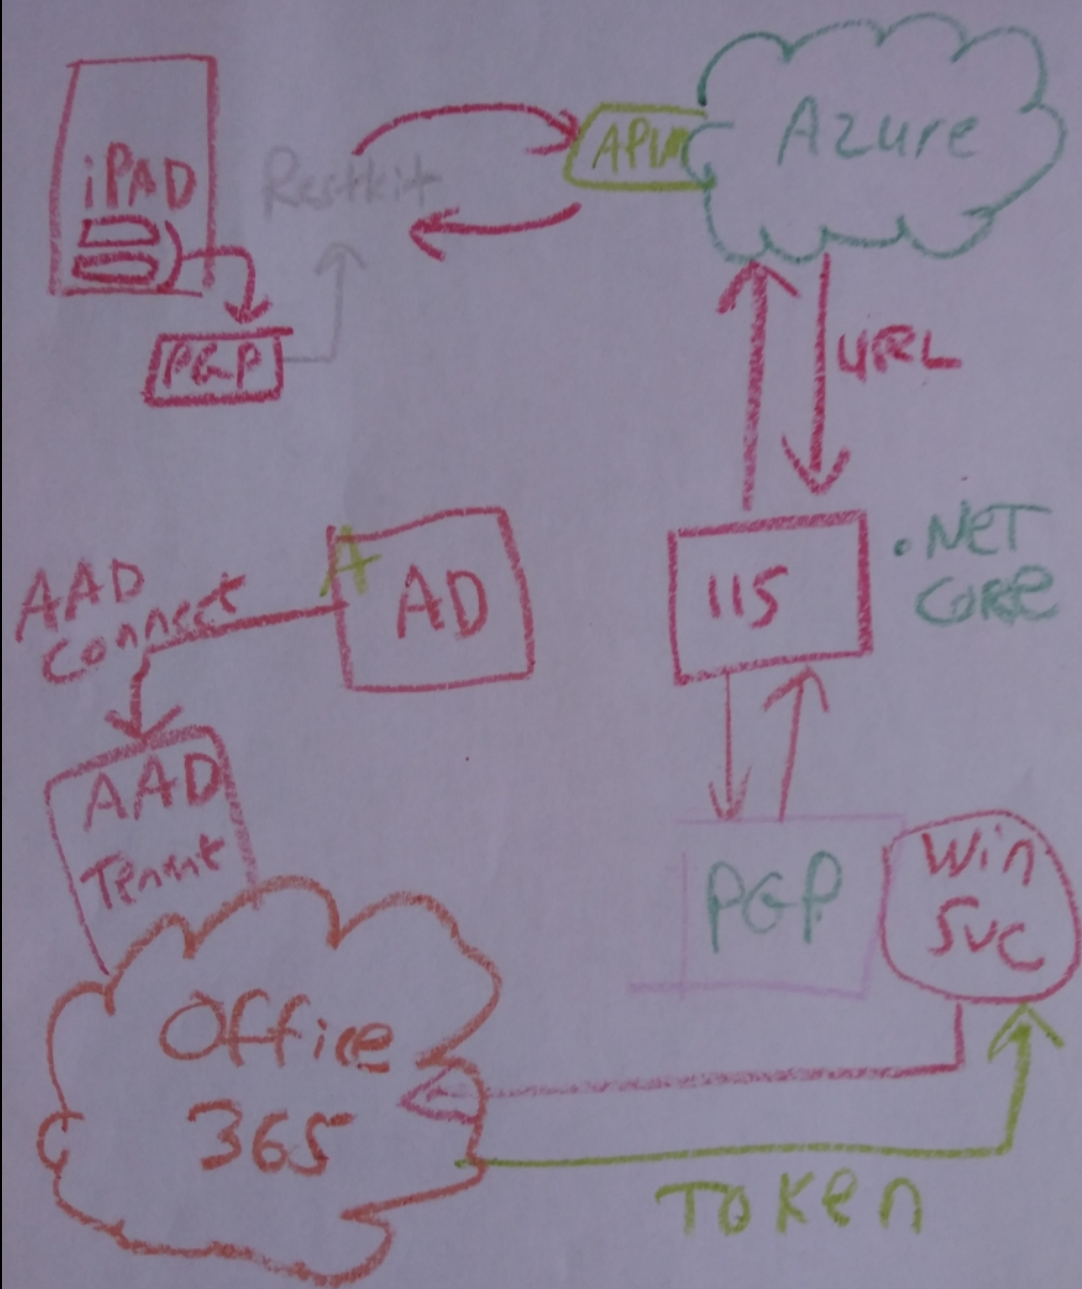 iPAD
Restkit
APIM
Azure
PGP
URL
AAD
Connect
A
AD
IIS
.NET
CORE
AAD
Tenant
PGP
Win
SVC
Office
365
TOKEN